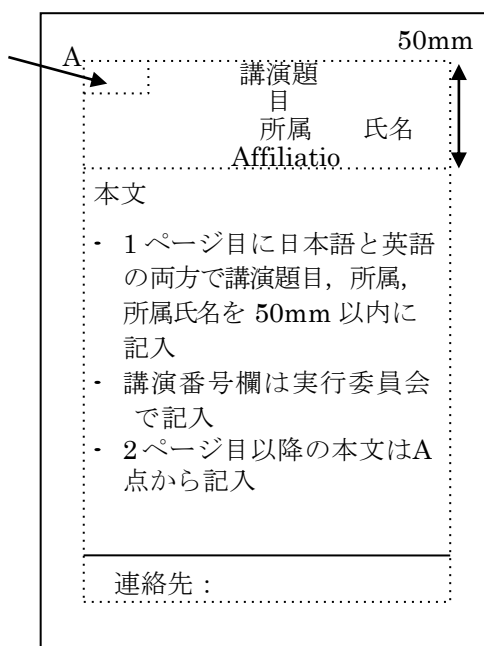 50mm
A
講演題
目
所属　氏名
Affiliatio
本文
・ 1 ページ目に日本語と英語
の両方で講演題目，所属，
所属氏名を 50mm 以内に
記入
・ 講演番号欄は実行委員会
で記入
・ 2 ページ目以降の本文はA
点から記入
連絡先：